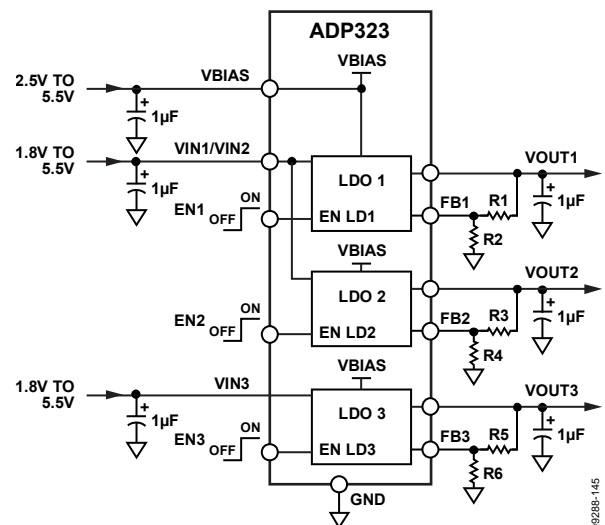 ADP323
VBIAS
2.5V TO
5.5V
VBIAS
+
1µF
1.8V TO
5.5V
VIN1/VIN2
+
1µF
LDO 1
VOUT1
EN1
OFF
ON
EN LD1
FB1
R1
R2
+
1µF
VBIAS
LDO 2
VOUT2
EN2
OFF
ON
EN LD2
FB2
R3
R4
+
1µF
VBIAS
1.8V TO
5.5V
VIN3
+
1µF
LDO 3
VOUT3
EN3
OFF
ON
EN LD3
FB3
R5
R6
+
1µF
GND
09288-145